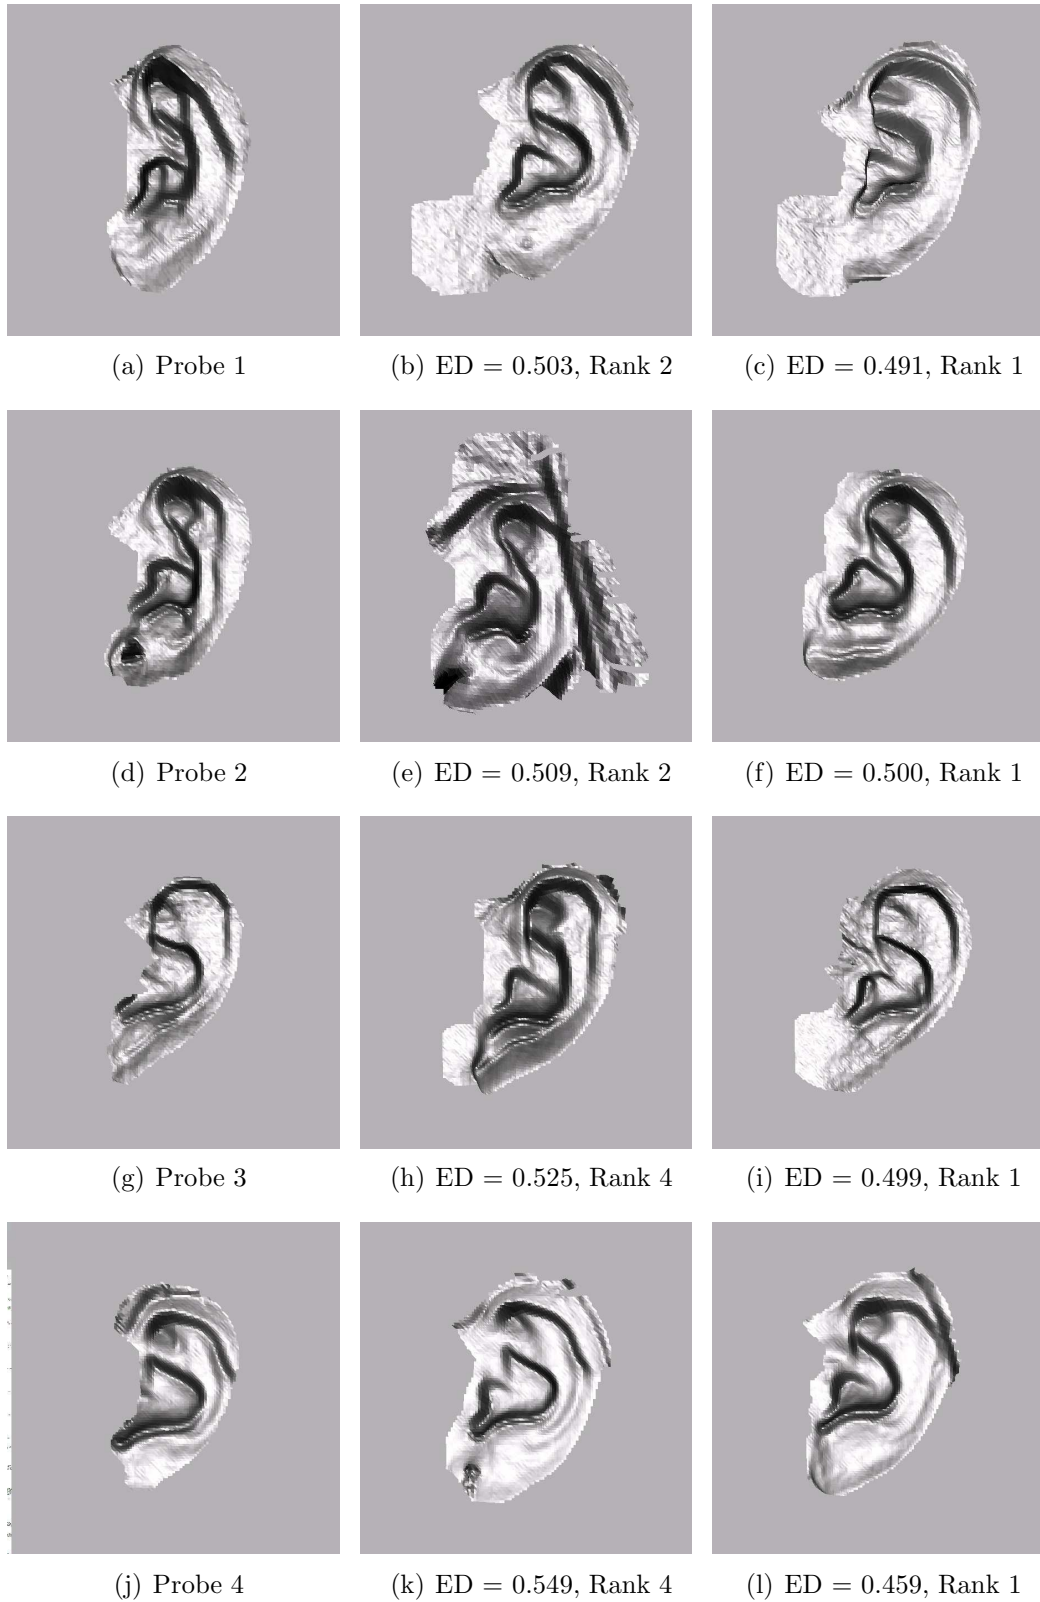 (a) Probe 1
(b) ED = 0.503, Rank 2
(c) ED = 0.491, Rank 1
(d) Probe 2
(e) ED = 0.509, Rank 2
(f) ED = 0.500, Rank 1
(g) Probe 3
(h) ED = 0.525, Rank 4
(i) ED = 0.499, Rank 1
(j) Probe 4
(k) ED = 0.549, Rank 4
(l) ED = 0.459, Rank 1